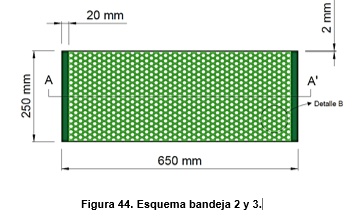 20 mm
2 mm
A
A'
250 mm
Detalle B
650 mm
Figura 44. Esquema bandeja 2 y 3.